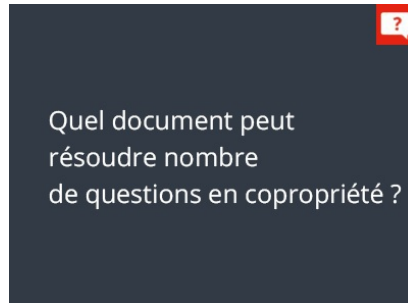 ?
Quel document peut
résoudre nombre
de questions en copropriété ?